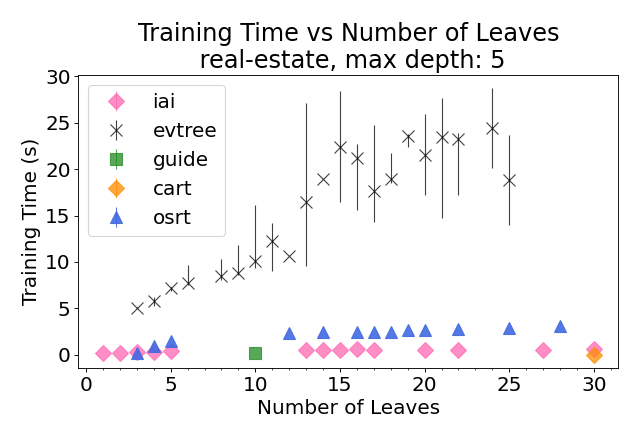 Training Time vs Number of Leaves
real-estate, max depth: 5
Training Time (s)
30
25
20
15
10
5
0
iai
evtree
guide
cart
osrt
0 5 10 15 20 25 30
Number of Leaves